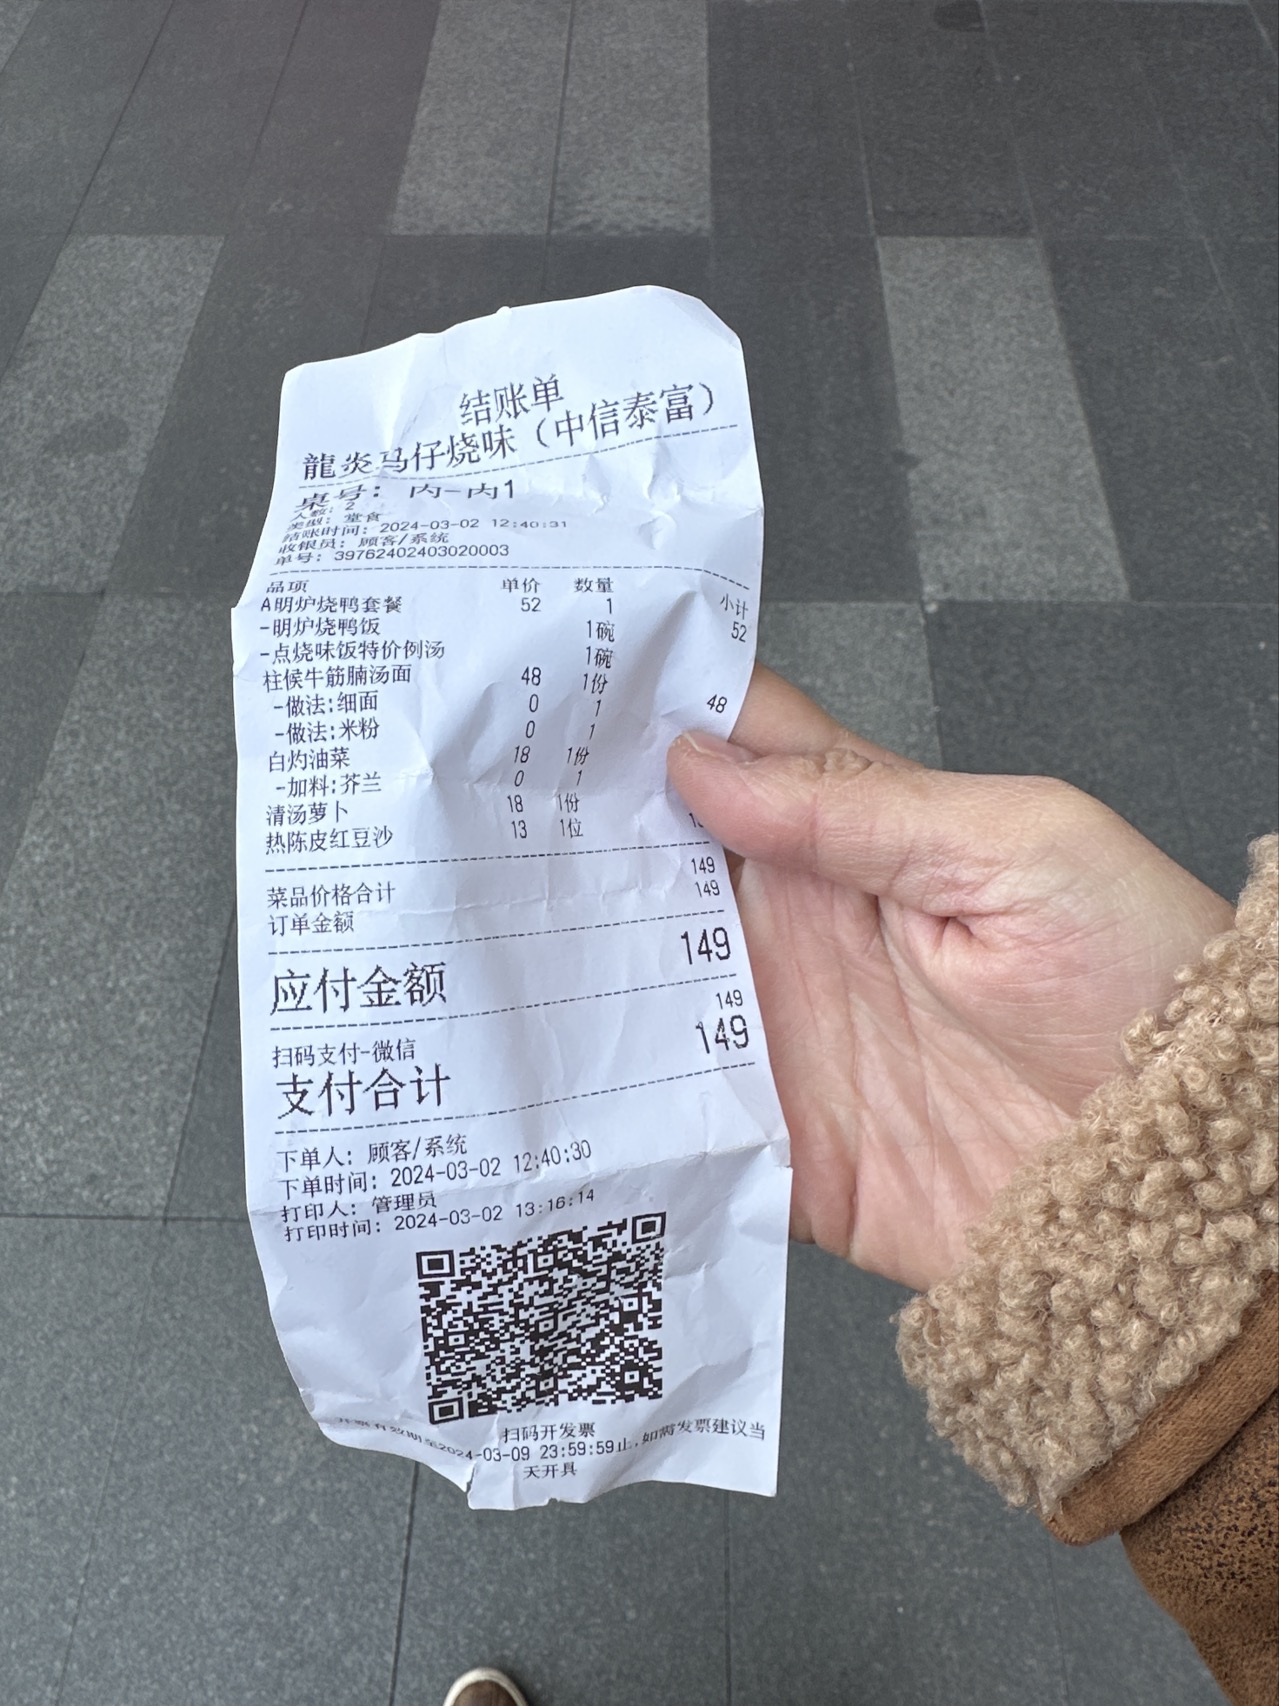 结账单
龍炎马仔烧味（中信泰富）
桌号：内-内1
人数：2
类型：堂食
结账时间：2024-03-02 12:40:31
收银员：顾客/系统
单号：39762402403020003
品项 单价 数量 小计
A明炉烧鸭套餐 52 1 52
-明炉烧鸭饭 1碗
-点烧味饭特价例汤 1碗
柱候牛筋腩汤面 48 1份 48
-做法:细面 0 1
-做法:米粉 0 1
白灼油菜 18 1份
-加料:芥兰 0 1
清汤萝卜 18 1份
热陈皮红豆沙 13 1位
菜品价格合计 149
订单金额 149
应付金额 149
扫码支付-微信 149
支付合计 149
下单人：顾客/系统
下单时间：2024-03-02 12:40:30
打印人：管理员
打印时间：2024-03-02 13:16:14
扫码开发票
开票有效期至2024-03-09 23:59:59止,如需发票建议当
天开具